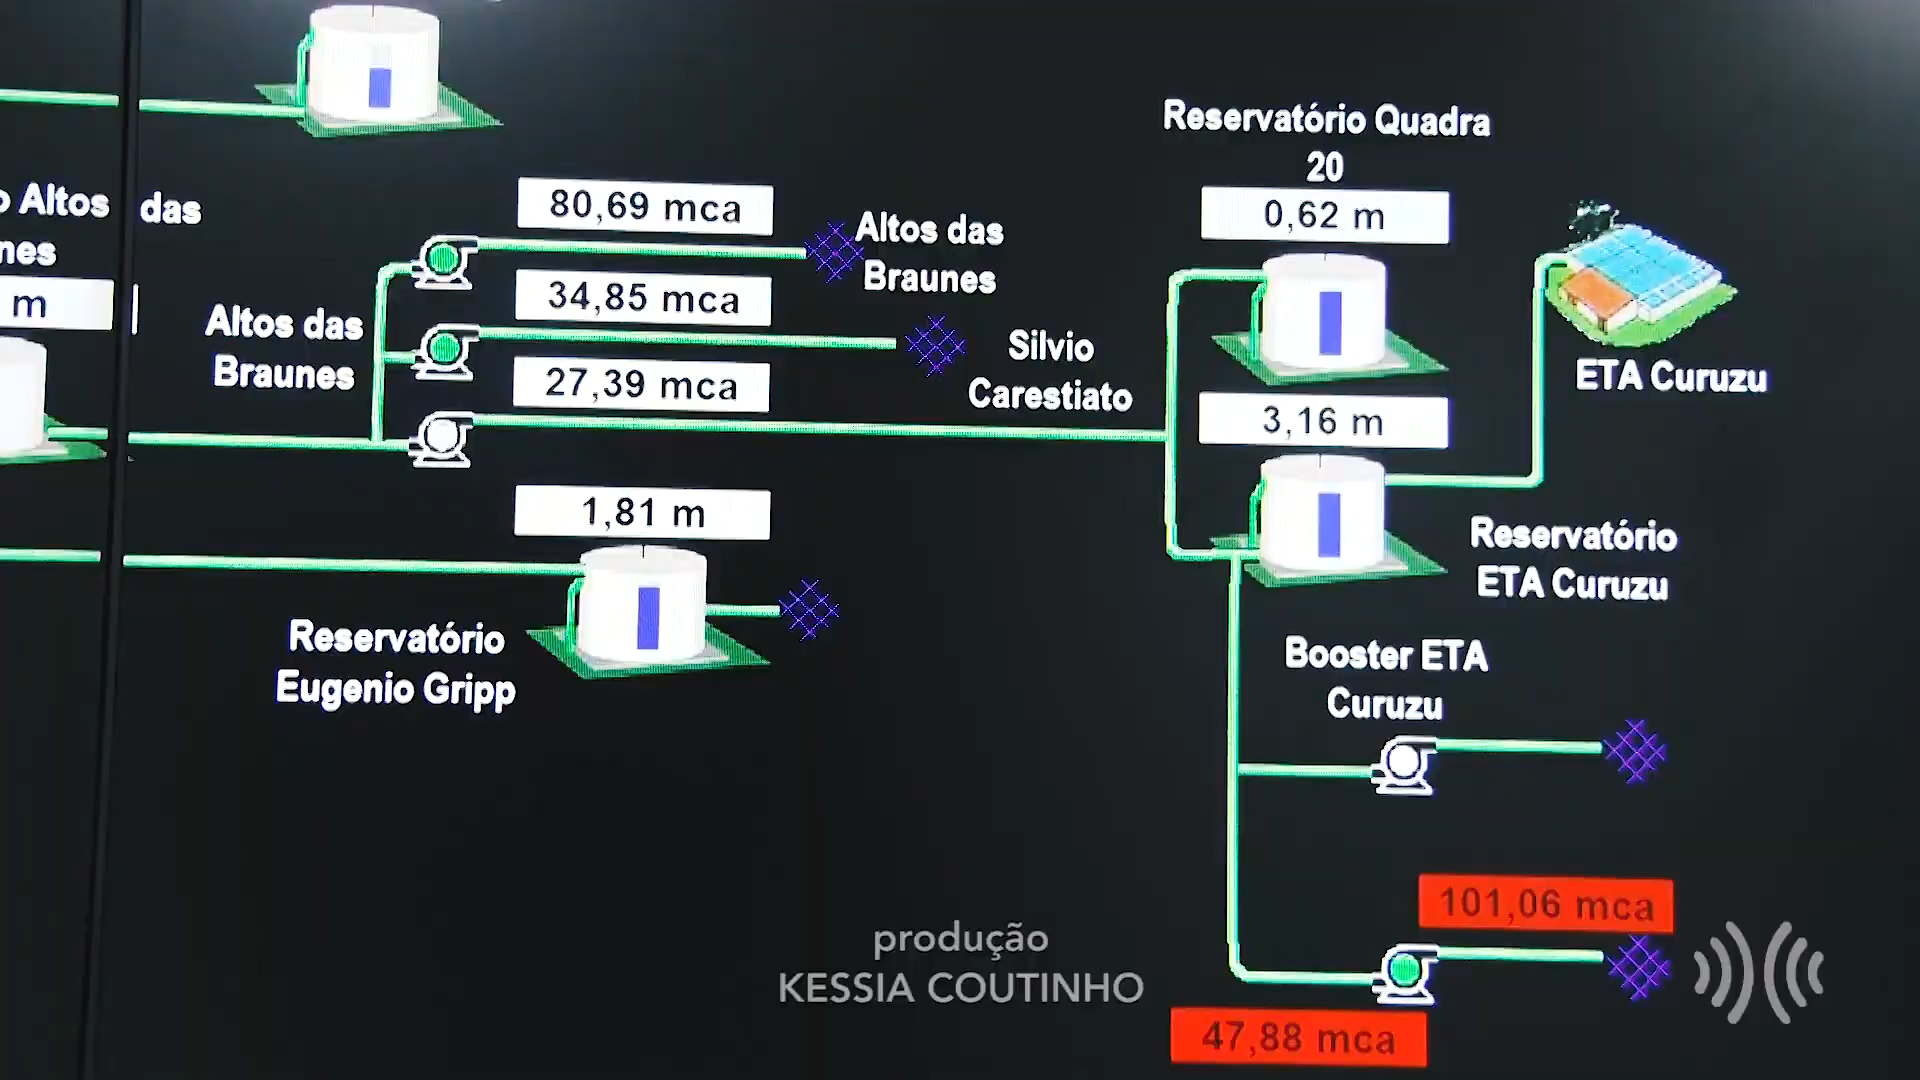 Reservatório Quadra
20
0,62 m
Altos das
m
80,69 mca
Altos das
Braunes
34,85 mca
Altos das
Braunes
Silvio
Carestiato
27,39 mca
ETA Curuzu
3,16 m
1,81 m
Reservatório
ETA Curuzu
Reservatório
Eugenio Gripp
Booster ETA
Curuzu
101,06 mca
47,88 mca
produção
KESSIA COUTINHO